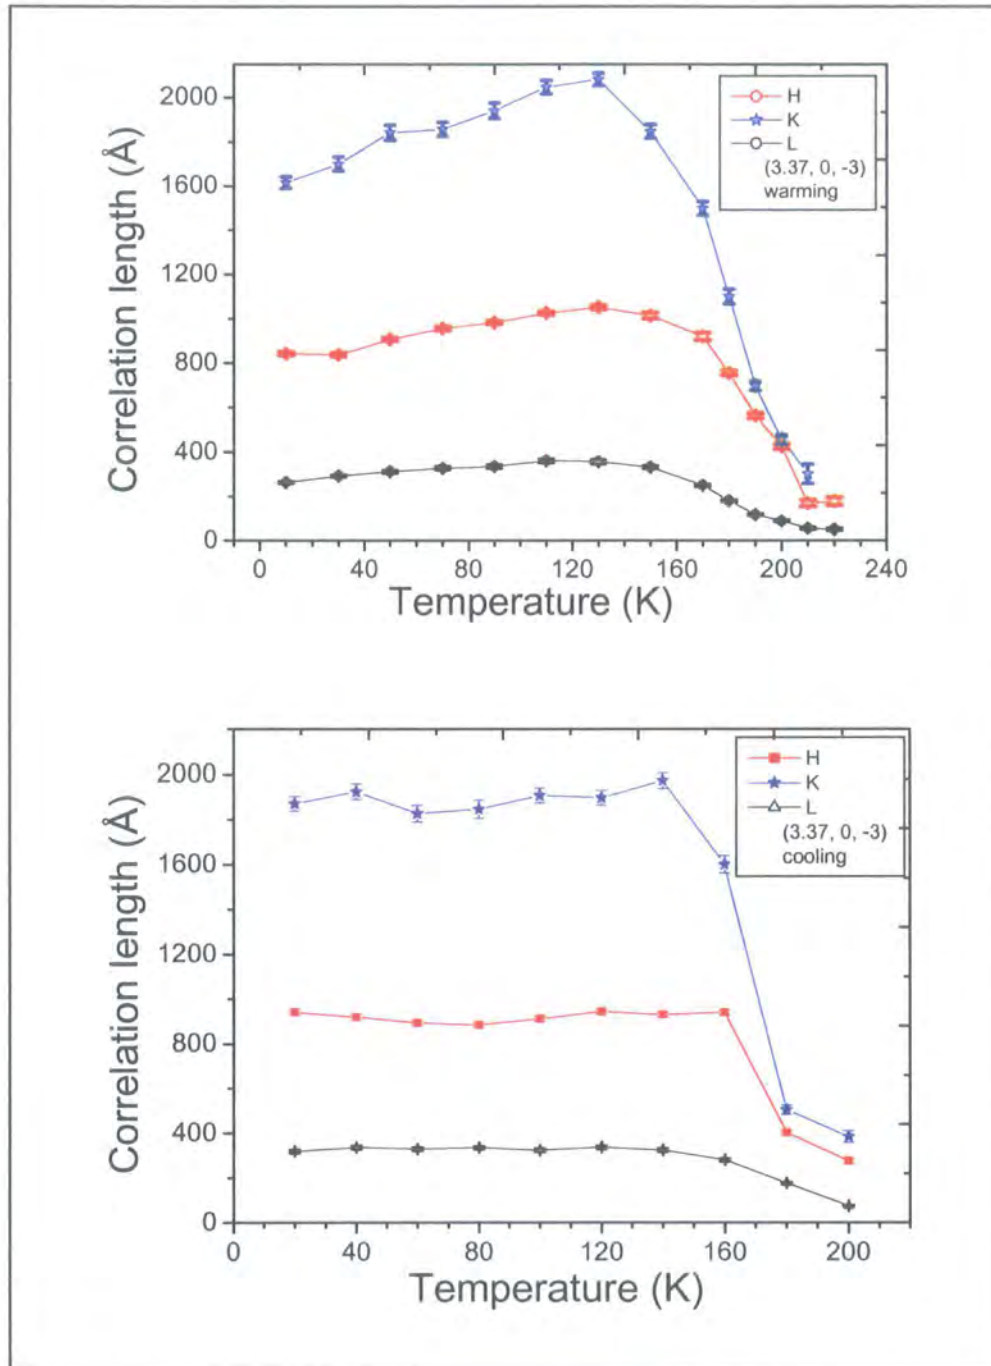 H
K
L
(3.37, 0, -3)
warming
2000
1600
1200
800
400
0
Correlation length (Å)
0 40 80 120 160 200 240
Temperature (K)
H
K
L
(3.37, 0, -3)
cooling
2000
1600
1200
800
400
0
Correlation length (Å)
0 40 80 120 160 200
Temperature (K)